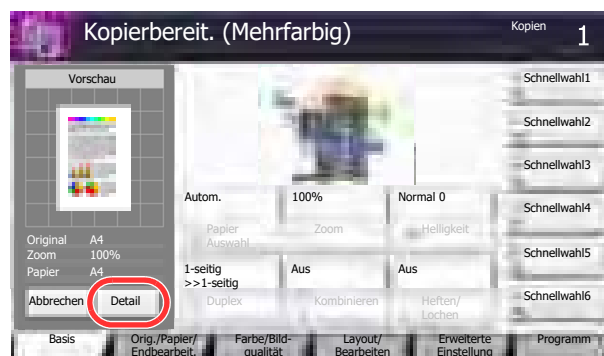 Kopierbereit. (Mehrfarbig)
Kopien 1
Vorschau
Original A4
Zoom 100%
Papier A4
Abbrechen
Detail
Autom.
Papier
Auswahl
100%
Zoom
Normal 0
Helligkeit
1-seitig
>>1-seitig
Duplex
Aus
Kombinieren
Aus
Heften/
Lochen
Schnellwahl1
Schnellwahl2
Schnellwahl3
Schnellwahl4
Schnellwahl5
Schnellwahl6
Basis
Orig./Papier/
Endbearbeit.
Farbe/Bild-
qualität
Layout/
Bearbeiten
Erweiterte
Einstellung
Programm